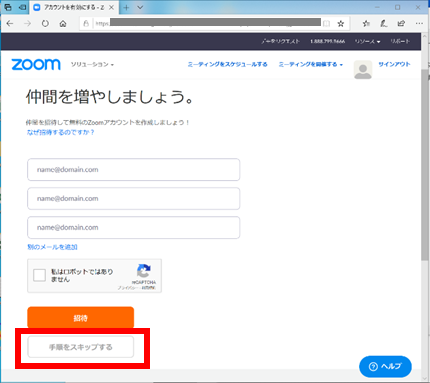 アカウントを有効にする - Z
https://
データリクエスト 1.888.799.9666 リソース サポート
zoom ソリューション ミーティングをスケジュールする ミーティングを開催する サインアウト
仲間を増やしましょう。
仲間を招待して無料のZoomアカウントを作成しましょう！
なぜ招待するのですか？
name@domain.com
name@domain.com
name@domain.com
別のメールを追加
私はロボットではあり
ません
reCAPTCHA
プライバシー - 利用規約
招待
手順をスキップする
ヘルプ